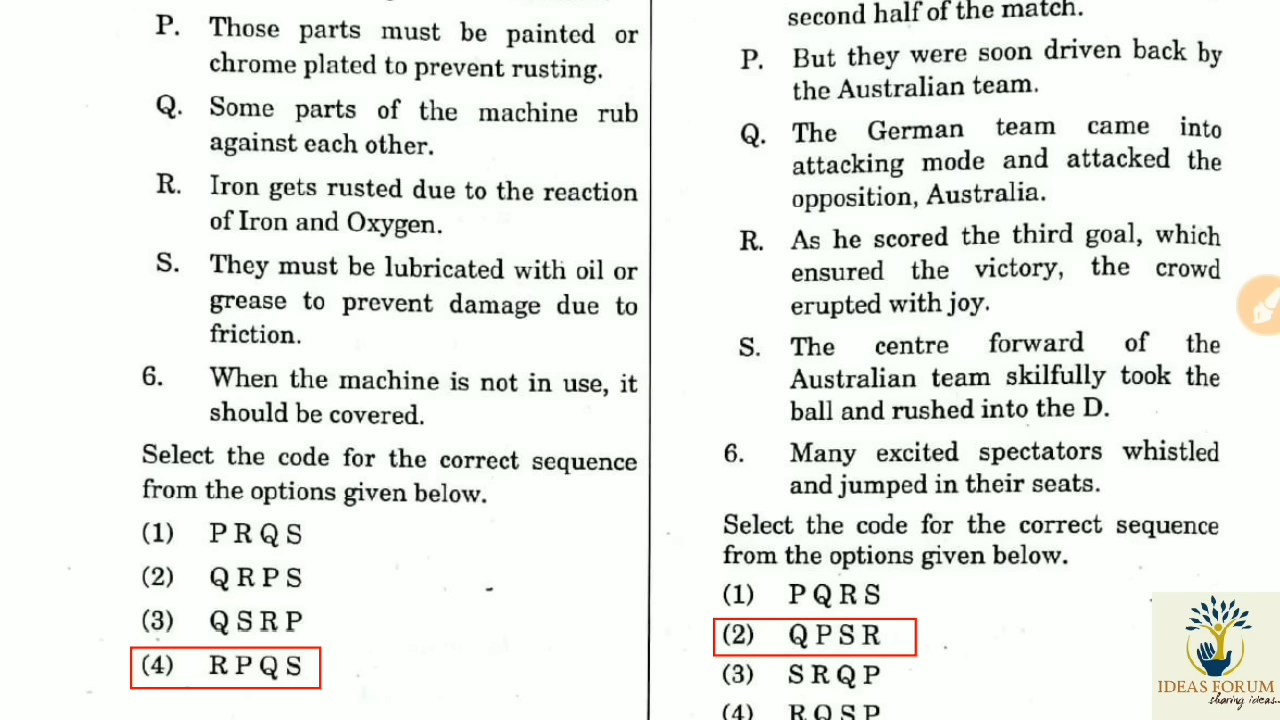 P. Those parts must be painted or
chrome plated to prevent rusting.
Q. Some parts of the machine rub
against each other.
R. Iron gets rusted due to the reaction
of Iron and Oxygen.
S. They must be lubricated with oil or
grease to prevent damage due to
friction.
6. When the machine is not in use, it
should be covered.
Select the code for the correct sequence
from the options given below.
(1) P R Q S
(2) Q R P S
(3) Q S R P
(4) R P Q S
second half of the match.
P. But they were soon driven back by
the Australian team.
Q. The German team came into
attacking mode and attacked the
opposition, Australia.
R. As he scored the third goal, which
ensured the victory, the crowd
erupted with joy.
S. The centre forward of the
Australian team skilfully took the
ball and rushed into the D.
6. Many excited spectators whistled
and jumped in their seats.
Select the code for the correct sequence
from the options given below.
(1) P Q R S
(2) Q P S R
(3) S R Q P
(4) R Q S P
IDEAS FORUM
sharing ideas...